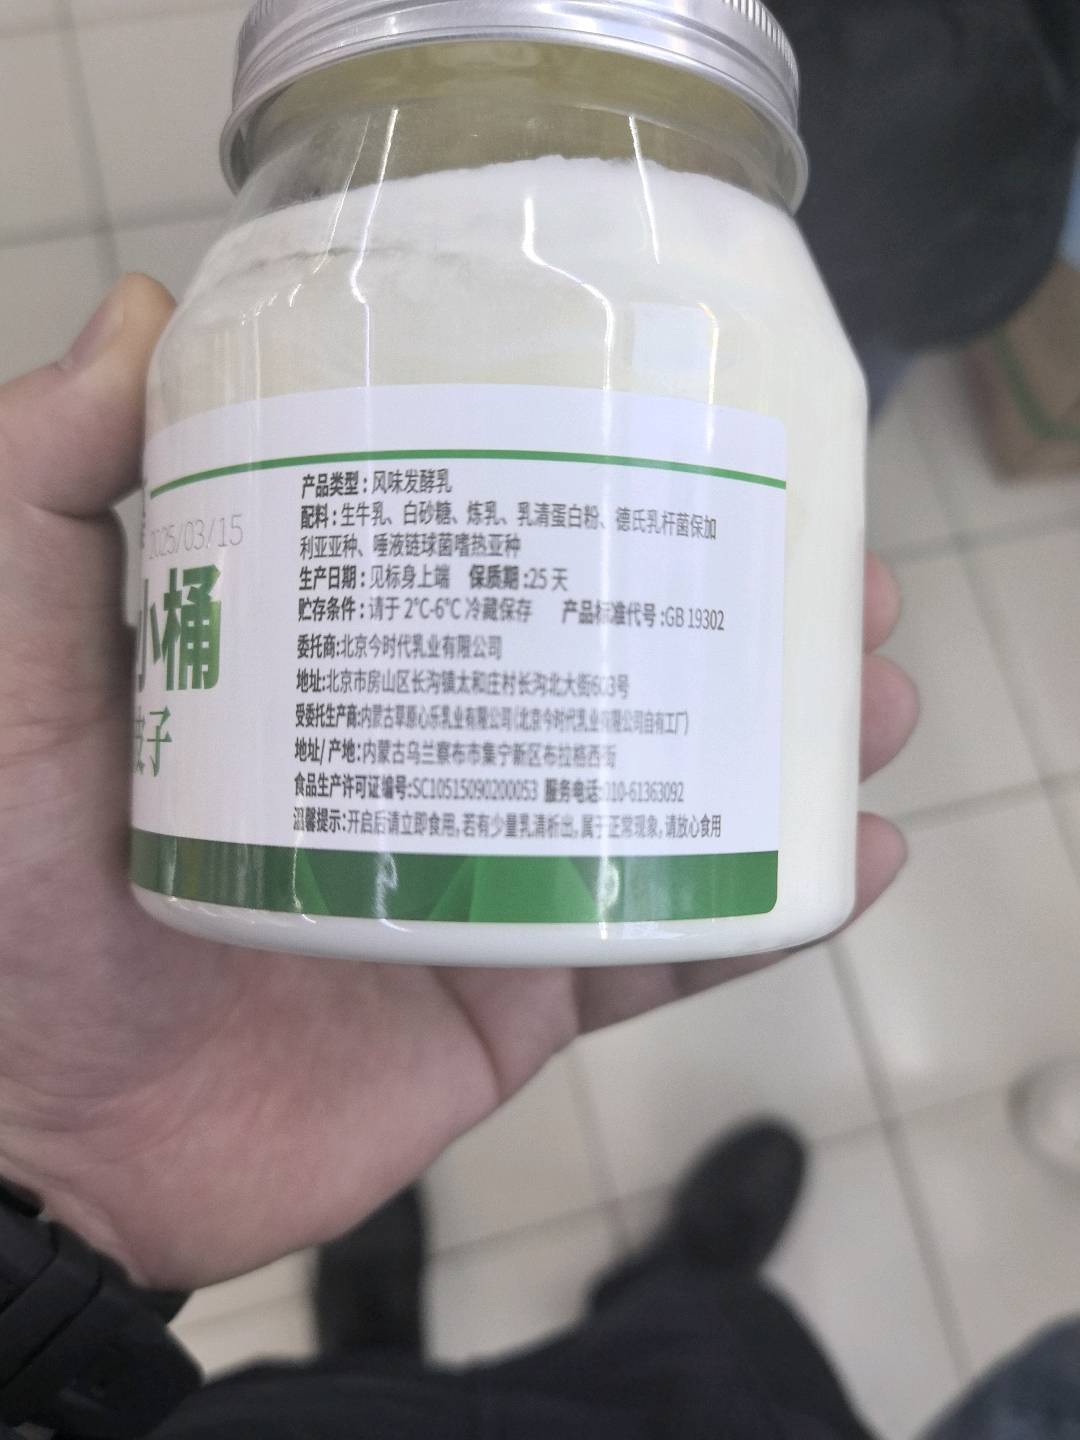 2025/03/15
小桶
皮子
产品类型：风味发酵乳
配料：生牛乳、白砂糖、炼乳、乳清蛋白粉、德氏乳杆菌保加
利亚亚种、唾液链球菌嗜热亚种
生产日期：见标身上端 保质期：25 天
贮存条件：请于 2℃-6℃ 冷藏保存 产品标准代号：GB 19302
委托商:北京今时代乳业有限公司
地址:北京市房山区长沟镇太和庄村长沟北大街603号
受委托生产商:内蒙古草原心乐乳业有限公司(北京今时代乳业有限公司自有工厂)
地址/产地:内蒙古乌兰察布市集宁新区布拉格西街
食品生产许可证编号:SC10515090200053 服务电话:010-61363092
温馨提示:开启后请立即食用,若有少量乳清析出,属于正常现象,请放心食用